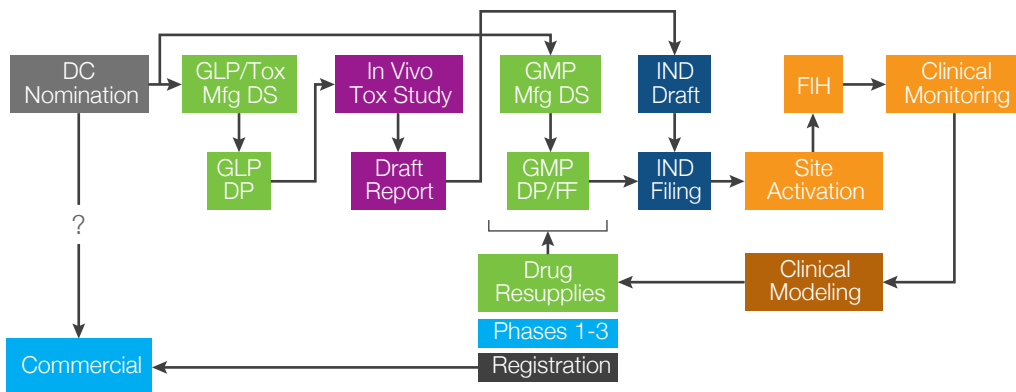 DC
Nomination
GLP/Tox
Mfg DS
In Vivo
Tox Study
GMP
Mfg DS
IND
Draft
FIH
Clinical
Monitoring
GLP
DP
Draft
Report
GMP
DP/FF
IND
Filing
Site
Activation
?
Drug
Resupplies
Clinical
Modeling
Phases 1-3
Commercial
Registration